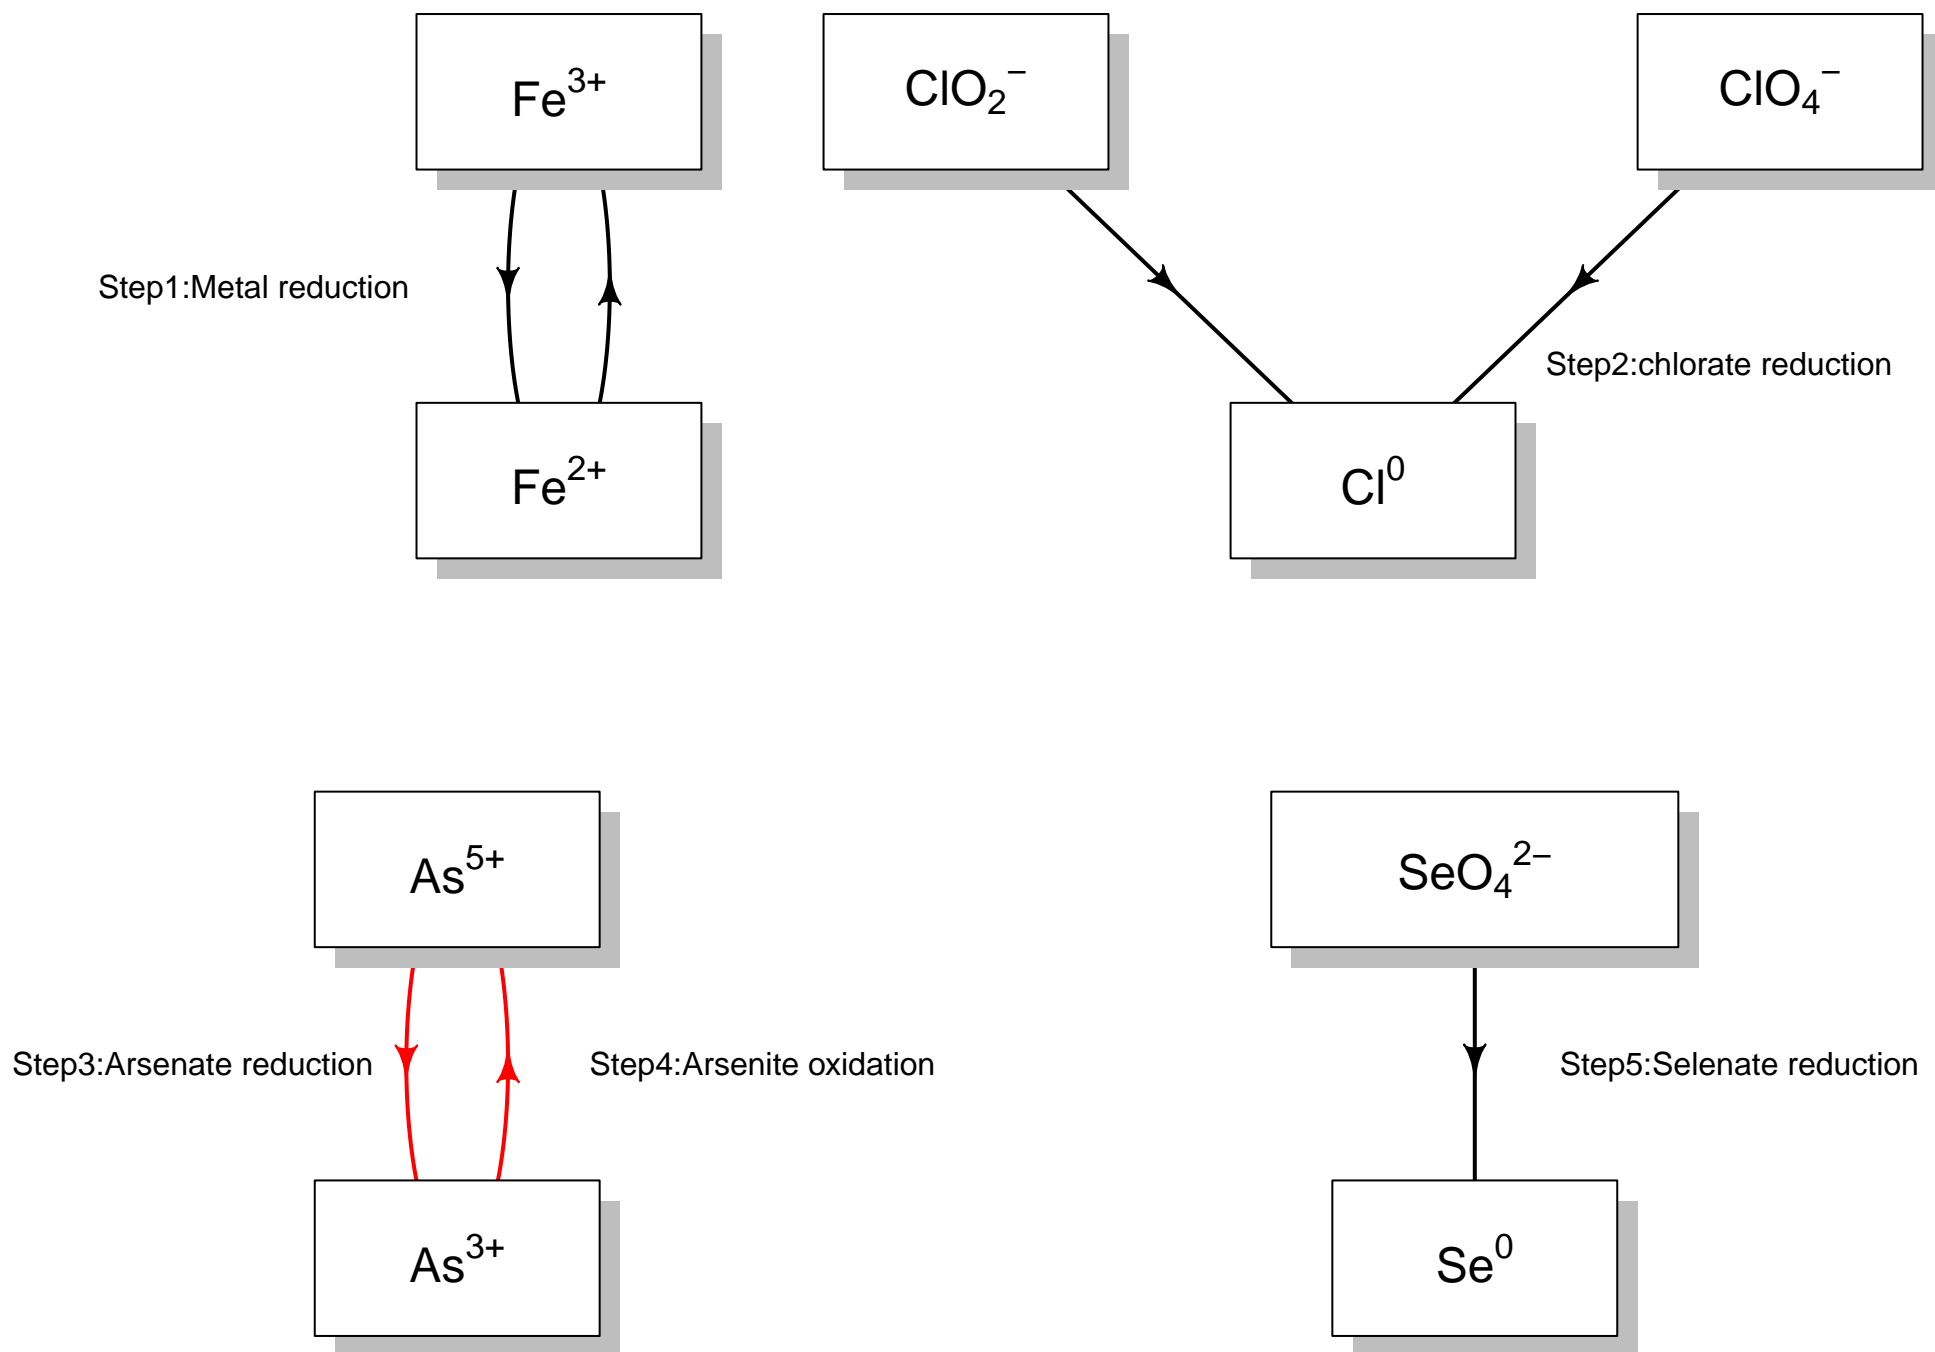 Fe³⁺
ClO₂⁻
ClO₄⁻
Step1:Metal reduction
Step2:chlorate reduction
Fe²⁺
Cl⁰
As⁵⁺
SeO₄²⁻
Step3:Arsenate reduction
Step4:Arsenite oxidation
Step5:Selenate reduction
As³⁺
Se⁰